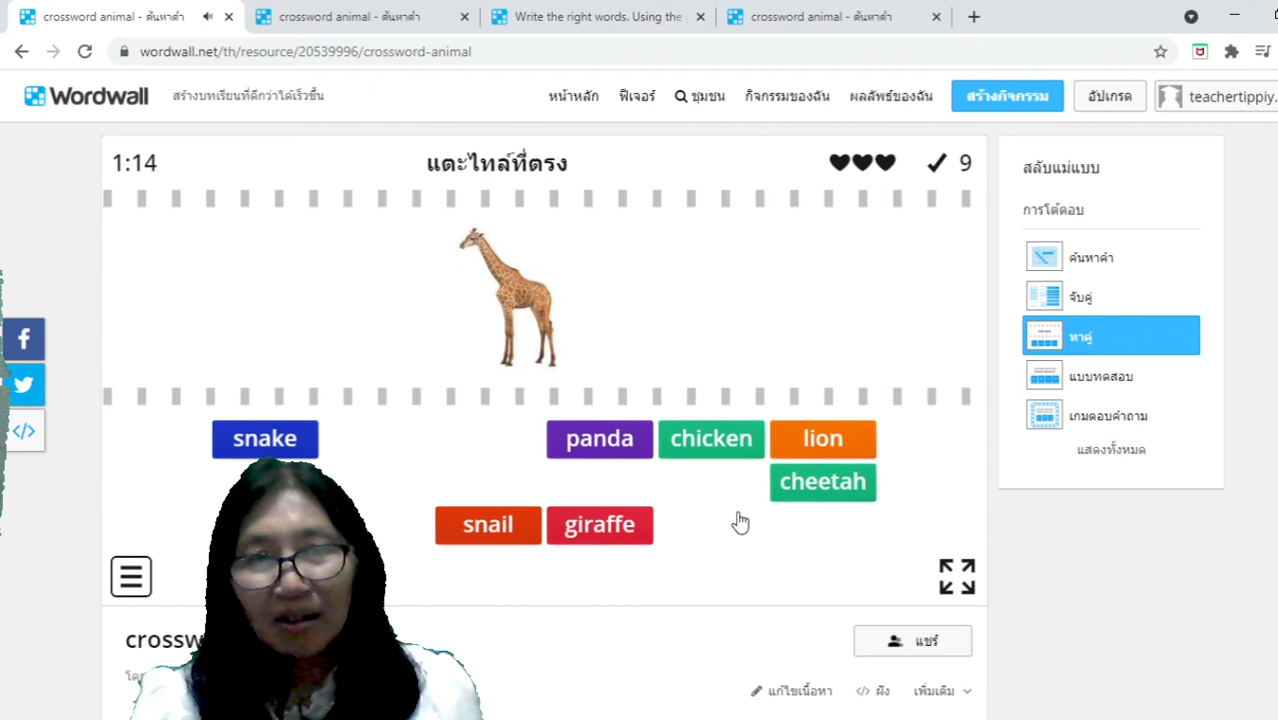 crossword animal - ค้นหาคำ
crossword animal - ค้นหาคำ
Write the right words. Using the
crossword animal - ค้นหาคำ
wordwall.net/th/resource/20539996/crossword-animal
Wordwall
สร้างบทเรียนที่ดีกว่าได้เร็วขึ้น
หน้าหลัก
ฟีเจอร์
ชุมชน
กิจกรรมของฉัน
ผลลัพธ์ของฉัน
สร้างกิจกรรม
อัปเกรด
teachertippiy.
1:14
แตะไทล์ที่ตรง
9
snake
panda
chicken
lion
cheetah
snail
giraffe
สลับแม่แบบ
การโต้ตอบ
ค้นหาคำ
จับคู่
หาคู่
แบบทดสอบ
เกมตอบคำถาม
แสดงทั้งหมด
crossw
แชร์
แก้ไขเนื้อหา
ฝัง
เพิ่มเติม